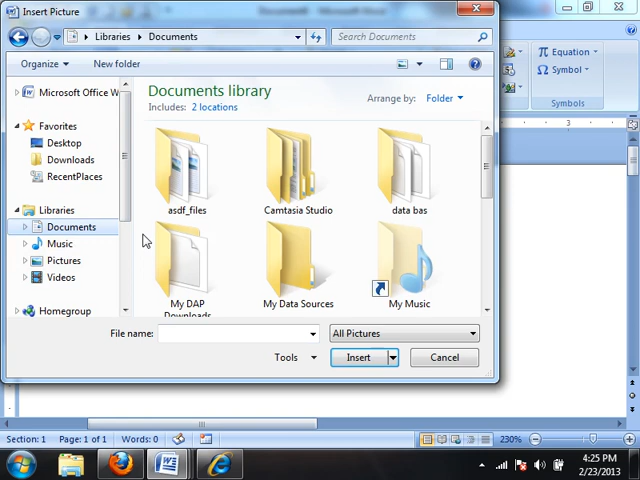 Insert Picture
Libraries
Documents
Search Documents
Organize
New folder
Equation
Symbol
Symbols
Microsoft Office W
Favorites
Desktop
Downloads
RecentPlaces
Libraries
Documents
Music
Pictures
Videos
Homegroup
Documents library
Includes: 2 locations
Arrange by: Folder
asdf_files
Camtasia Studio
data bas
My DAP
Downloads
My Data Sources
My Music
3
File name:
All Pictures
Tools
Insert
Cancel
Section: 1
Page: 1 of 1
Words: 0
230%
4:25 PM
2/23/2013